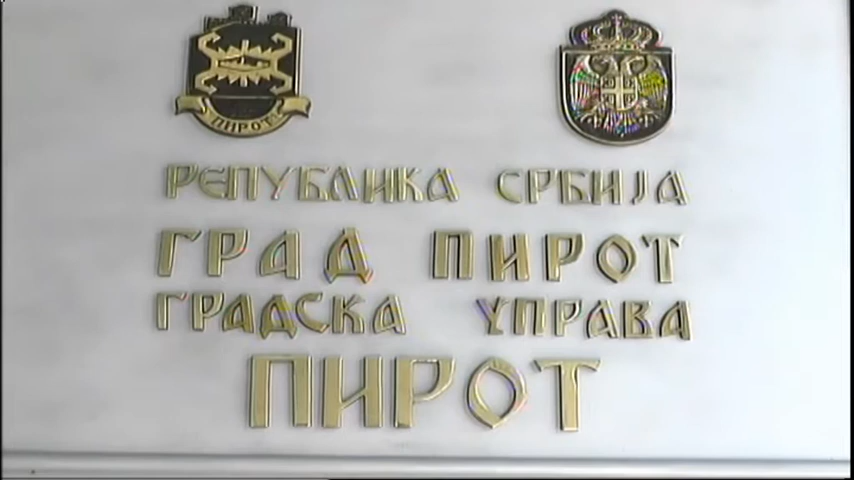 ПИРОТ
РЕПУБЛИКА СРБИЈА
ГРАД ПИРОТ
ГРАДСКА УПРАВА
ПИРОТ